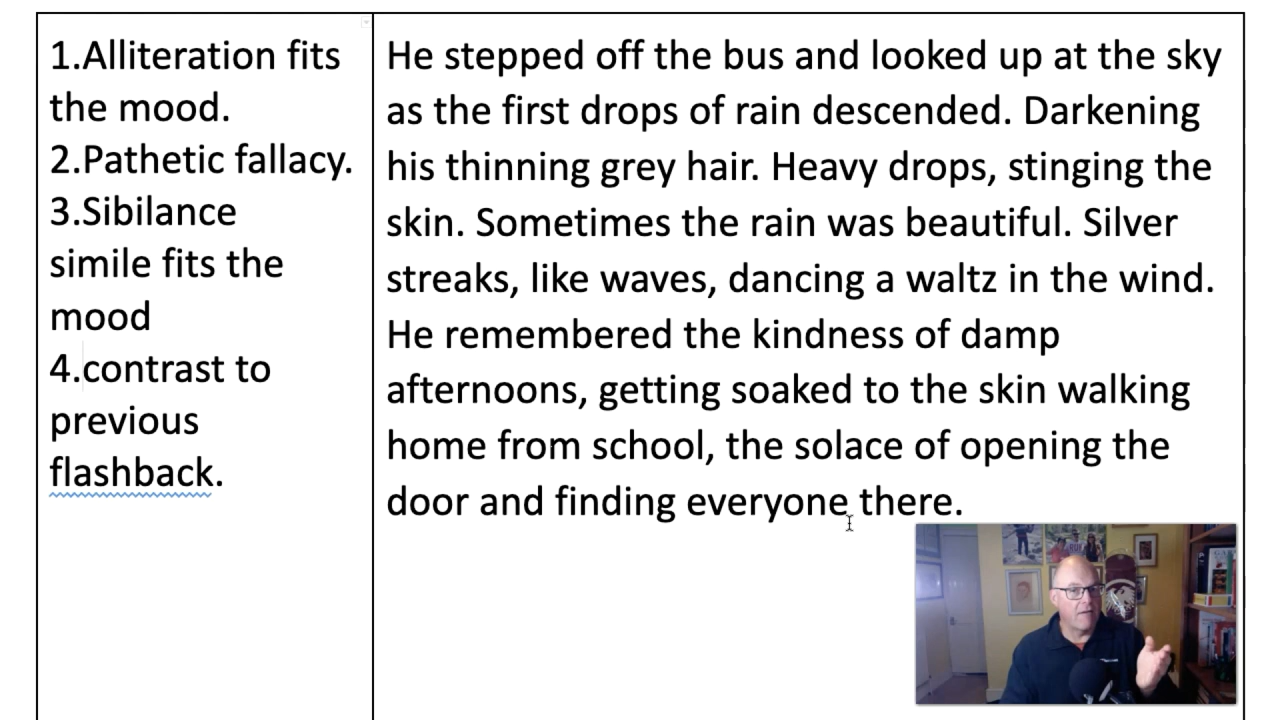 1.Alliteration fits
the mood.
2.Pathetic fallacy.
3.Sibilance
simile fits the
mood
4.contrast to
previous
flashback.
He stepped off the bus and looked up at the sky
as the first drops of rain descended. Darkening
his thinning grey hair. Heavy drops, stinging the
skin. Sometimes the rain was beautiful. Silver
streaks, like waves, dancing a waltz in the wind.
He remembered the kindness of damp
afternoons, getting soaked to the skin walking
home from school, the solace of opening the
door and finding everyone there.